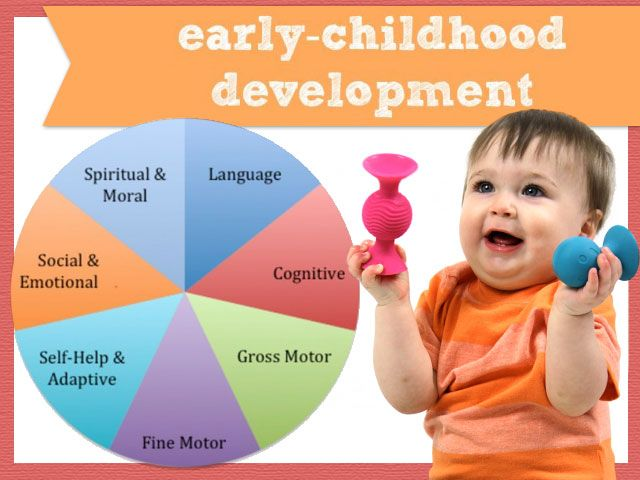 early-childhood
development
Spiritual &
Moral
Language
Cognitive
Gross Motor
Fine Motor
Self-Help &
Adaptive
Social &
Emotional